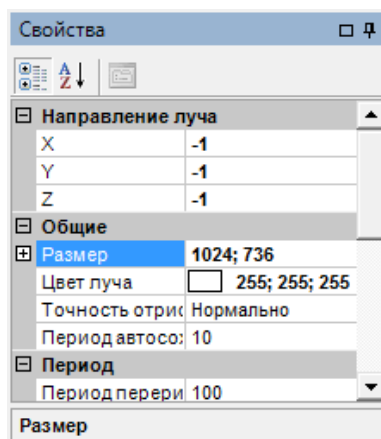 Свойства
Направление луча
X -1
Y -1
Z -1
Общие
Размер 1024; 736
Цвет луча 255; 255; 255
Точность отрис Нормально
Период автосо 10
Период
Период перери 100
Размер